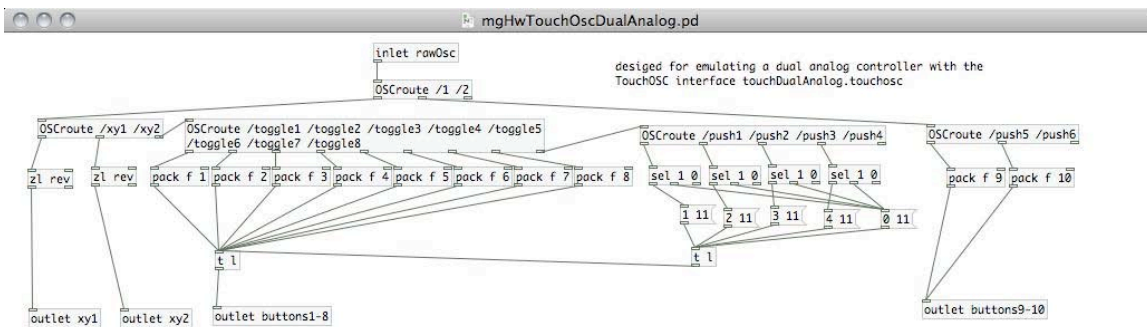 mgHwTouchOscDualAnalog.pd
inlet rawOsc
desiged for emulating a dual analog controller with the
TouchOSC interface touchDualAnalog.touchosc
OSCroute /1 /2
OSCroute /xy1 /xy2
OSCroute /toggle1 /toggle2 /toggle3 /toggle4 /toggle5
/toggle6 /toggle7 /toggle8
OSCroute /push1 /push2 /push3 /push4
OSCroute /push5 /push6
zl rev
zl rev
pack f 1
pack f 2
pack f 3
pack f 4
pack f 5
pack f 6
pack f 7
pack f 8
sel 1 0
sel 1 0
sel 1 0
sel 1 0
pack f 9
pack f 10
1 11
2 11
3 11
4 11
0 11
t l
t l
outlet xy1
outlet xy2
outlet buttons1-8
outlet buttons9-10